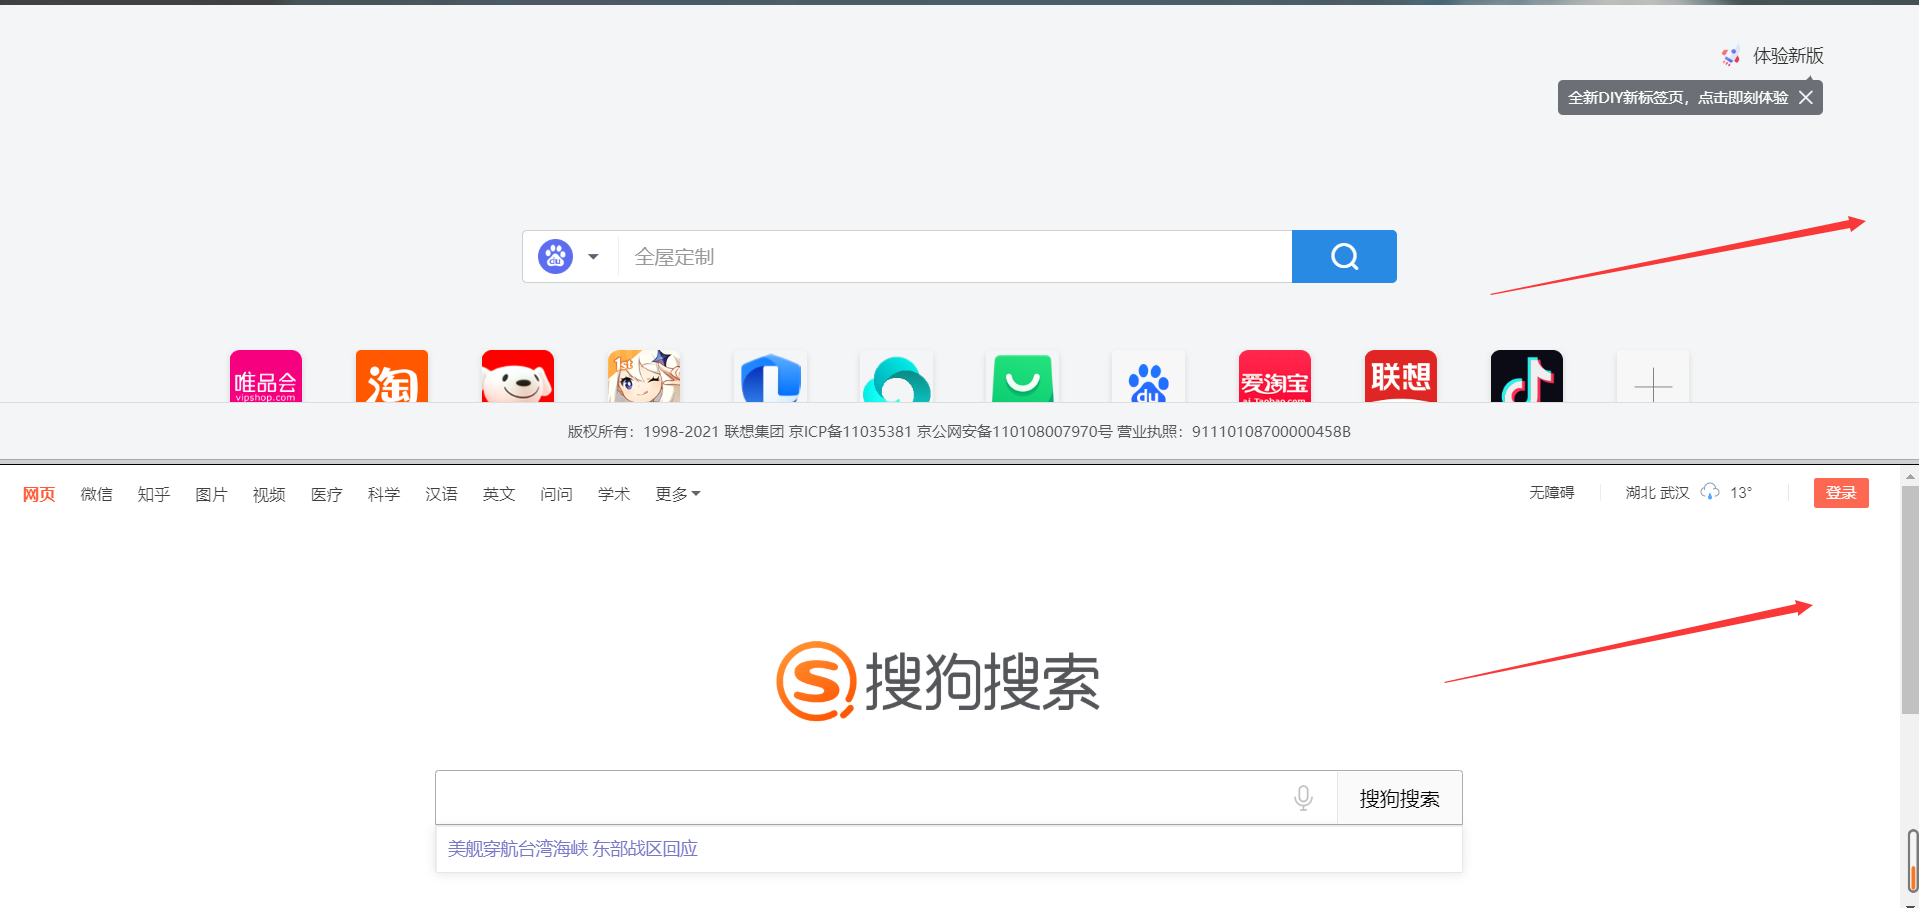 体验新版
全新DIY新标签页，点击即刻体验
du 全屋定制
唯品会
vipshop.com
淘
1st
du
爱淘宝
ai.Taobao.com
联想
版权所有：1998-2021 联想集团 京ICP备11035381 京公网安备110108007970号 营业执照：91110108700000458B
网页 微信 知乎 图片 视频 医疗 科学 汉语 英文 问问 学术 更多 无障碍 湖北 武汉 13° 登录
S搜狗搜索
搜狗搜索
美舰穿航台湾海峡 东部战区回应